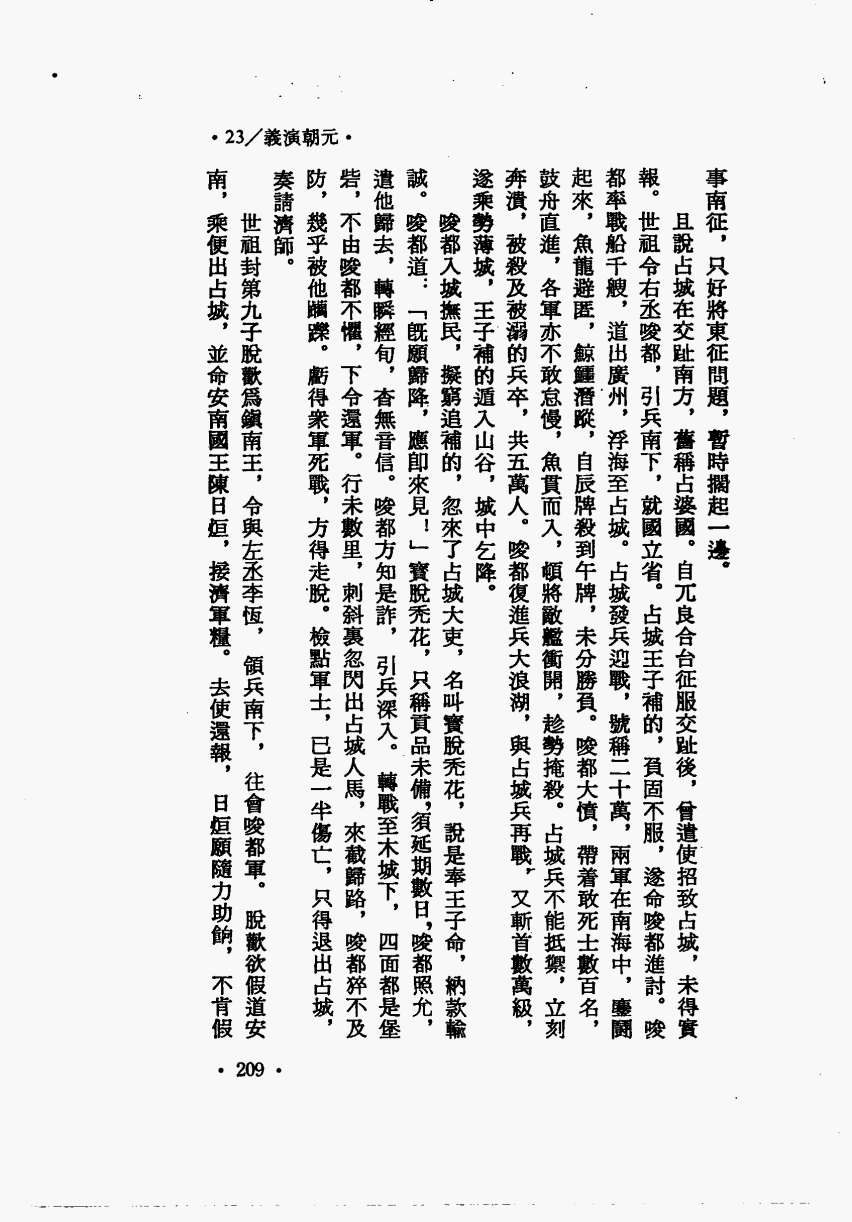 •23/義演朝元•
事南征，只好將東征問題，暫時擱起一邊。
且說占城在交趾南方，舊稱占婆國。自兀良合台征服交趾後，曾遣使招致占城，未得實
報。世祖令右丞唆都，引兵南下，就國立省。占城王子補的，負固不服，遂命唆都進討。唆
都率戰船千艘，道出廣州，浮海至占城。占城發兵迎戰，號稱二十萬，兩軍在南海中，鏖鬭
起來，魚龍避匿，鯨鱷潛蹤，自辰牌殺到午牌，未分勝負。唆都大憤，帶着敢死士數百名，
鼓舟直進，各軍亦不敢怠慢，魚貫而入，頓將敵艦衝開，趁勢掩殺。占城兵不能抵禦，立刻
奔潰，被殺及被溺的兵卒，共五萬人。唆都復進兵大浪湖，與占城兵再戰，又斬首數萬級，
遂乘勢薄城，王子補的遁入山谷，城中乞降。
唆都入城撫民，擬窮追補的，忽來了占城大吏，名叫寶脫禿花，說是奉王子命，納款輸
誠。唆都道：「旣願歸降，應卽來見！」寶脫禿花，只稱貢品未備，須延期數日，唆都照允，
遣他歸去，轉瞬經旬，杳無音信。唆都方知是詐，引兵深入。轉戰至木城下，四面都是堡
砦，不由唆都不懼，下令還軍。行未數里，刺斜裏忽閃出占城人馬，來截歸路，唆都猝不及
防，幾乎被他蹣躒。虧得衆軍死戰，方得走脫。檢點軍士，已是一半傷亡，只得退出占城，
奏請濟師。
世祖封第九子脫歡爲鎭南王，令與左丞李恆，領兵南下，往會唆都軍。脫歡欲假道安
南，乘便出占城，並命安南國王陳日烜，接濟軍糧。去使還報，日烜願隨力助餉，不肯假
•209•